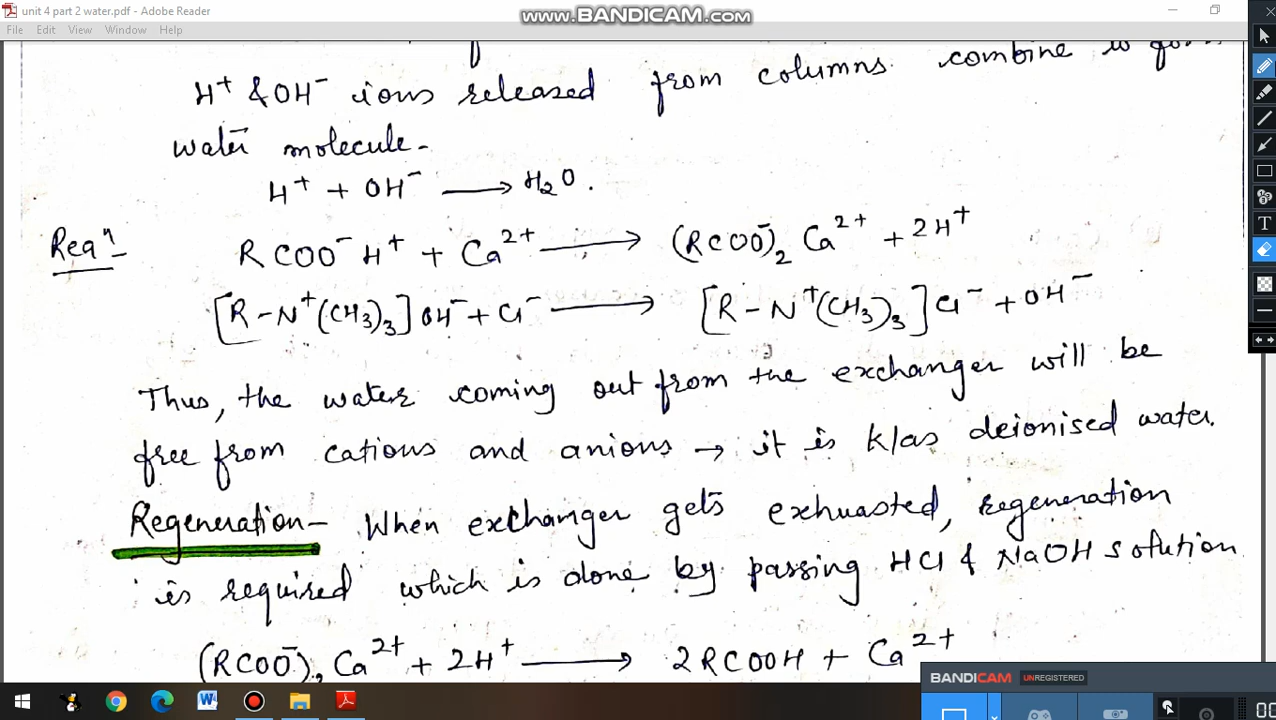 unit 4 part 2 water.pdf - Adobe Reader
www.BANDICAM.com
File Edit View Window Help
combine to form
H⁺ & OH⁻ ions released from columns.
water molecule-
H⁺ + OH⁻ ⟶ H₂O.
Reaⁿ
RCOO⁻H⁺ + Ca²⁺ ⟶ (RCOO⁻)₂ Ca²⁺ + 2H⁺
[R-N⁺(CH₃)₃]OH⁻ + Cl⁻ ⟶ [R-N⁺(CH₃)₃]Cl⁻ + OH⁻
Thus, the water coming out from the exchanger will be
free from cations and anions → it is k/as deionised water.
Regeneration- When exchanger gets exhuasted, regeneration
is required which is done by passing HCl & NaOH solution
(RCOO⁻)₂ Ca²⁺ + 2H⁺ ⟶ 2RCOOH + Ca²⁺
BANDICAM UNREGISTERED
00